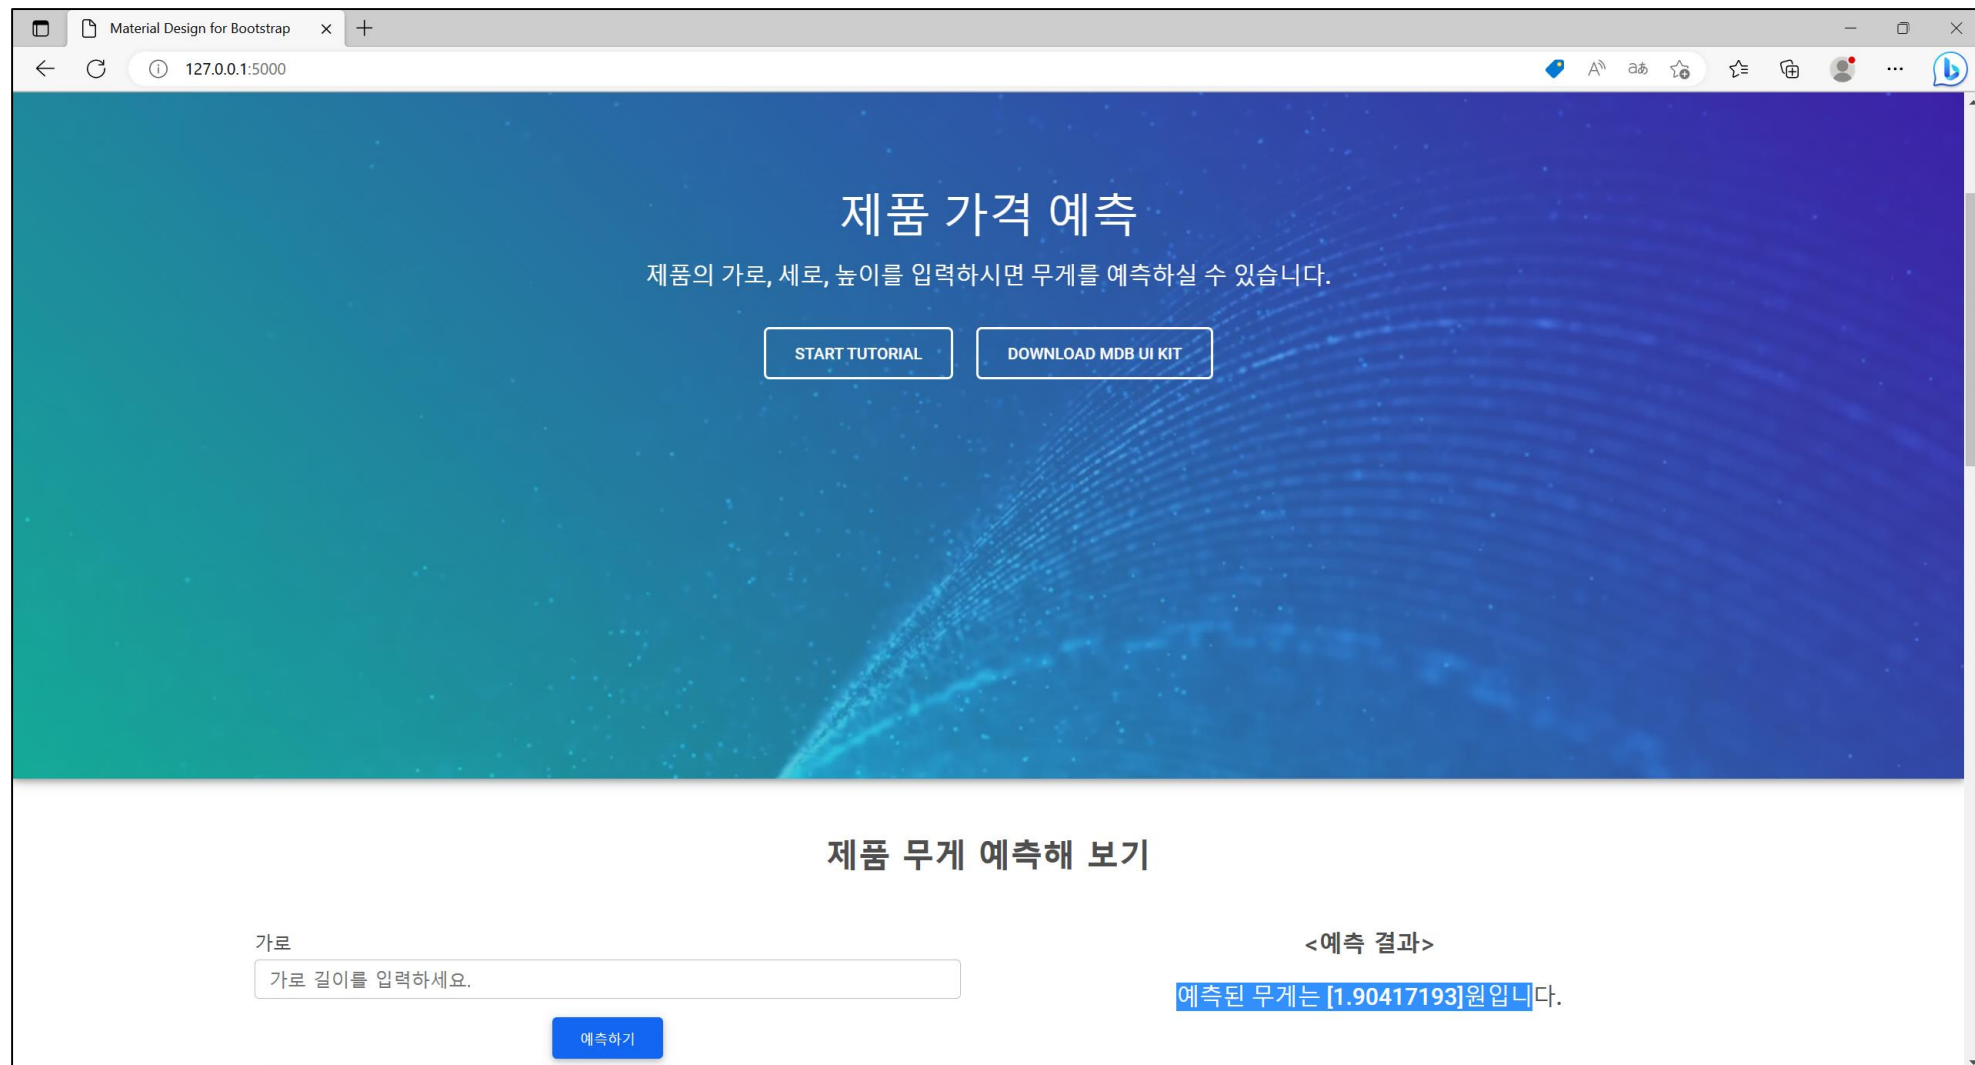 Material Design for Bootstrap
127.0.0.1:5000
제품 가격 예측
제품의 가로, 세로, 높이를 입력하시면 무게를 예측하실 수 있습니다.
START TUTORIAL
DOWNLOAD MDB UI KIT
제품 무게 예측해 보기
가로
가로 길이를 입력하세요.
예측하기
<예측 결과>
예측된 무게는 [1.90417193]원입니다.